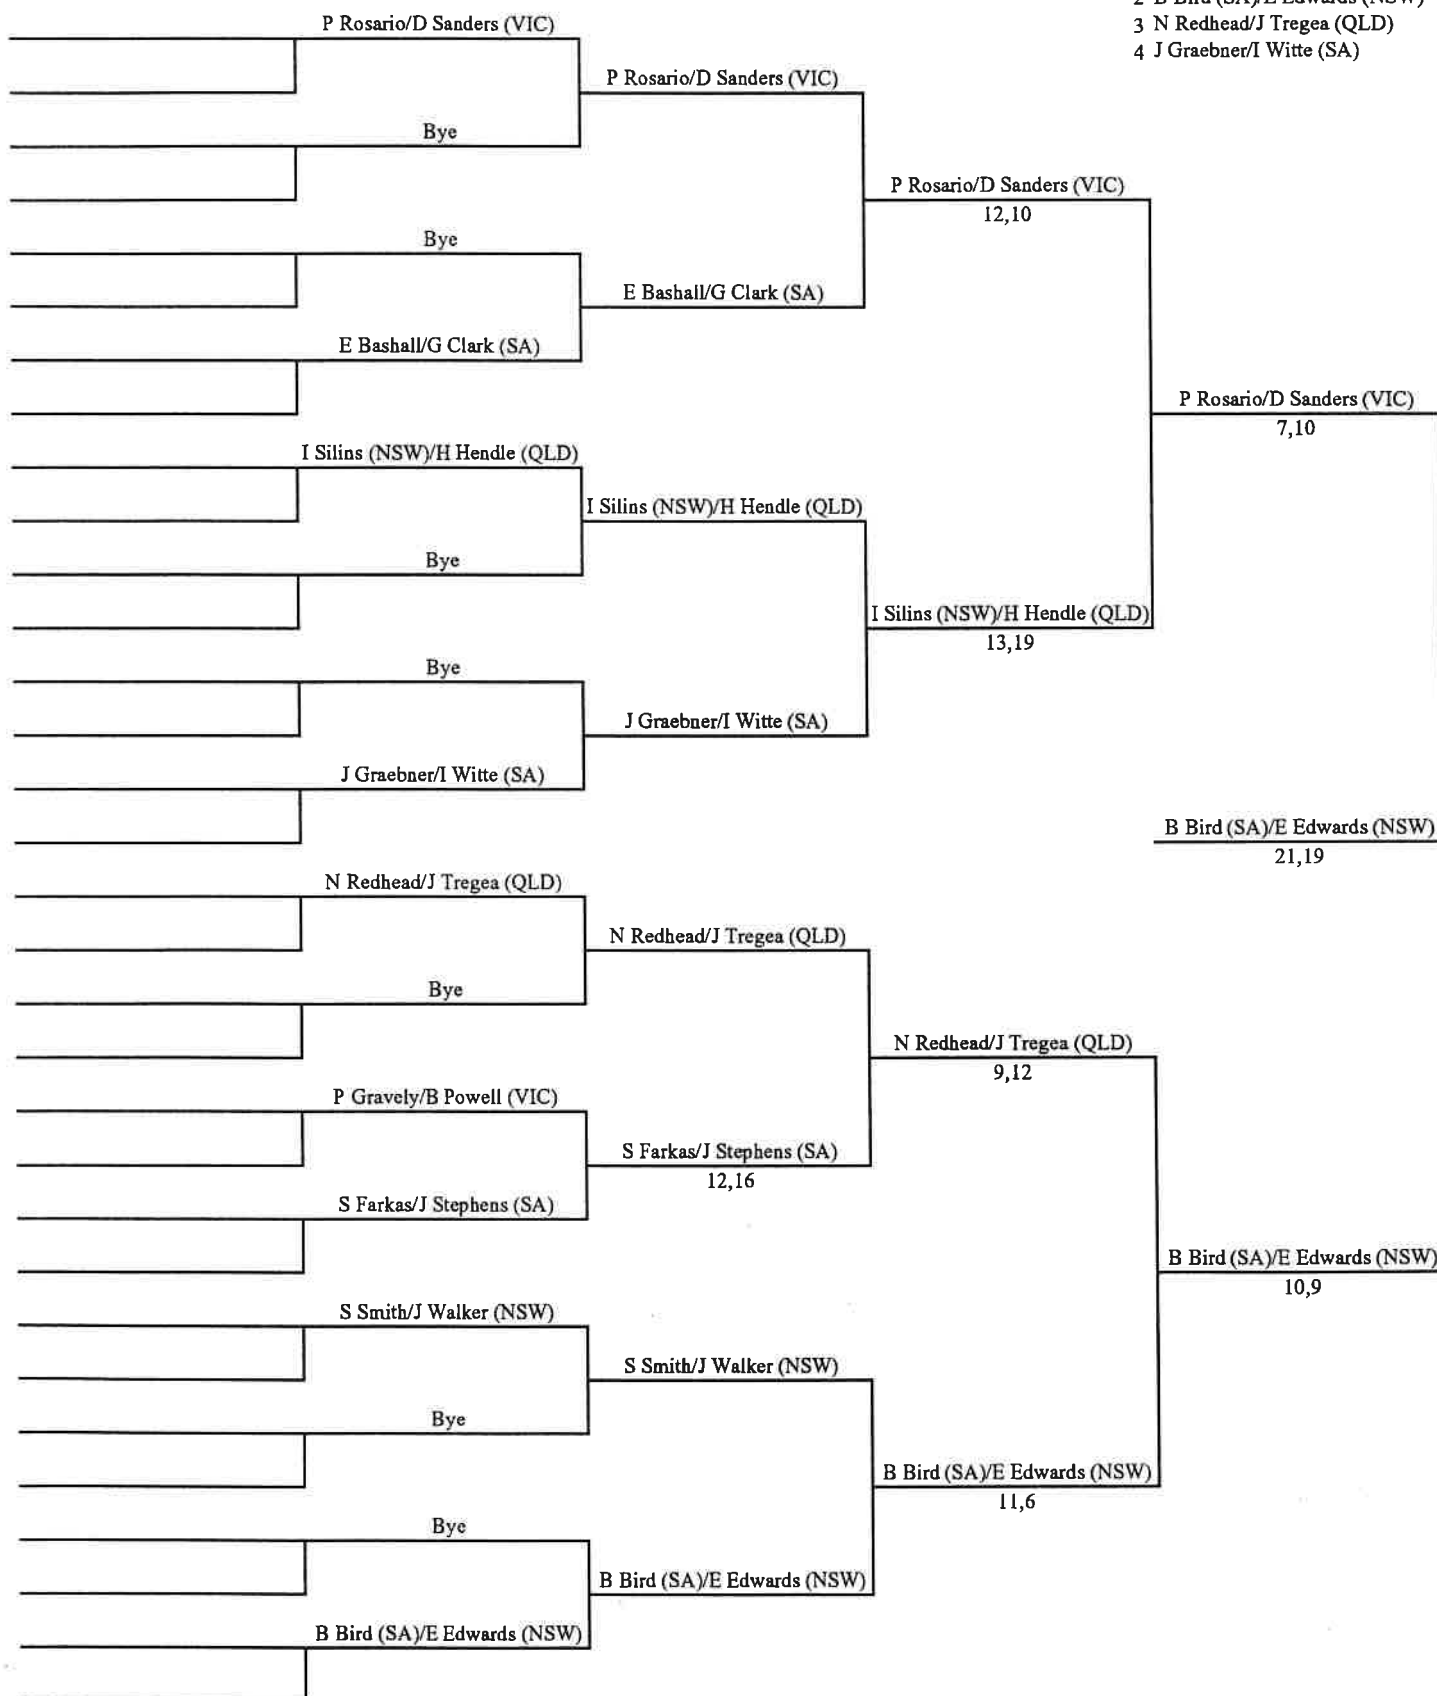 2 B Bird (SA)/E Edwards (NSW)
3 N Redhead/J Tregea (QLD)
4 J Graebner/I Witte (SA)
P Rosario/D Sanders (VIC)
P Rosario/D Sanders (VIC)
Bye
P Rosario/D Sanders (VIC)
12,10
Bye
E Bashall/G Clark (SA)
E Bashall/G Clark (SA)
P Rosario/D Sanders (VIC)
7,10
I Silins (NSW)/H Hendle (QLD)
I Silins (NSW)/H Hendle (QLD)
Bye
I Silins (NSW)/H Hendle (QLD)
13,19
Bye
J Graebner/I Witte (SA)
J Graebner/I Witte (SA)
B Bird (SA)/E Edwards (NSW)
21,19
N Redhead/J Tregea (QLD)
N Redhead/J Tregea (QLD)
Bye
N Redhead/J Tregea (QLD)
9,12
P Gravely/B Powell (VIC)
S Farkas/J Stephens (SA)
12,16
S Farkas/J Stephens (SA)
B Bird (SA)/E Edwards (NSW)
10,9
S Smith/J Walker (NSW)
S Smith/J Walker (NSW)
Bye
B Bird (SA)/E Edwards (NSW)
11,6
Bye
B Bird (SA)/E Edwards (NSW)
B Bird (SA)/E Edwards (NSW)